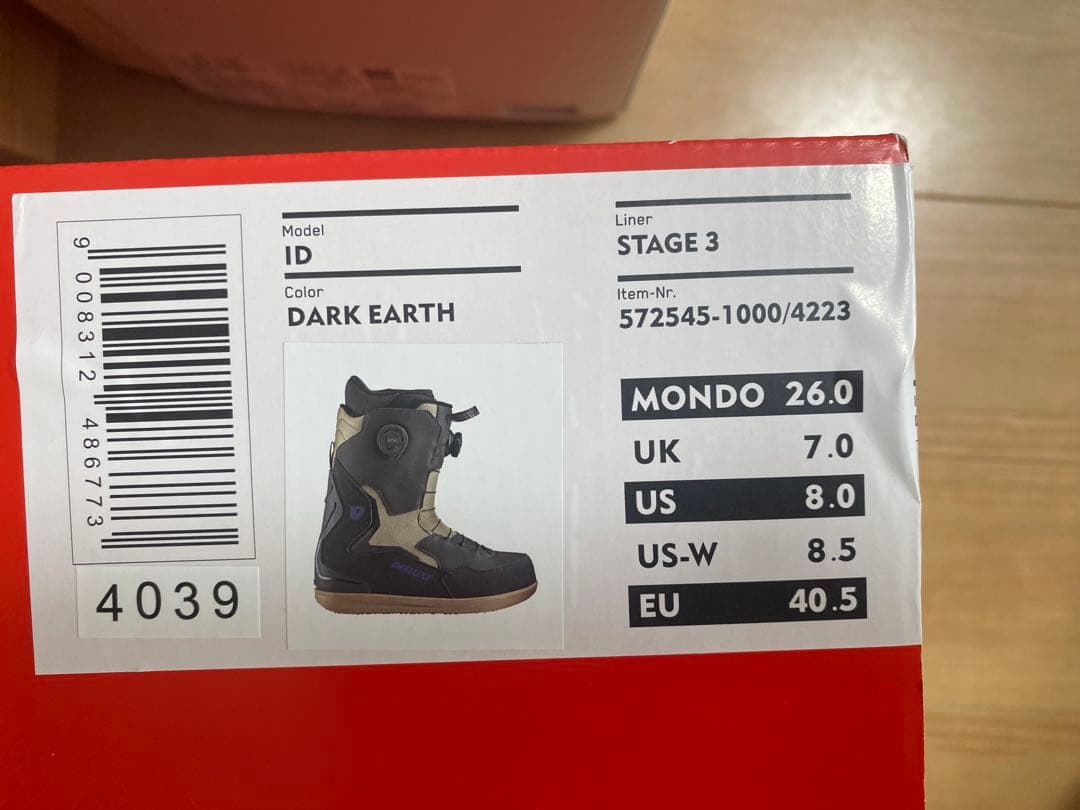 9 008312 486773
4039
Model
ID
Color
DARK EARTH
DEELUXE
Liner
STAGE 3
Item-Nr.
572545-1000/4223
MONDO 26.0
UK 7.0
US 8.0
US-W 8.5
EU 40.5